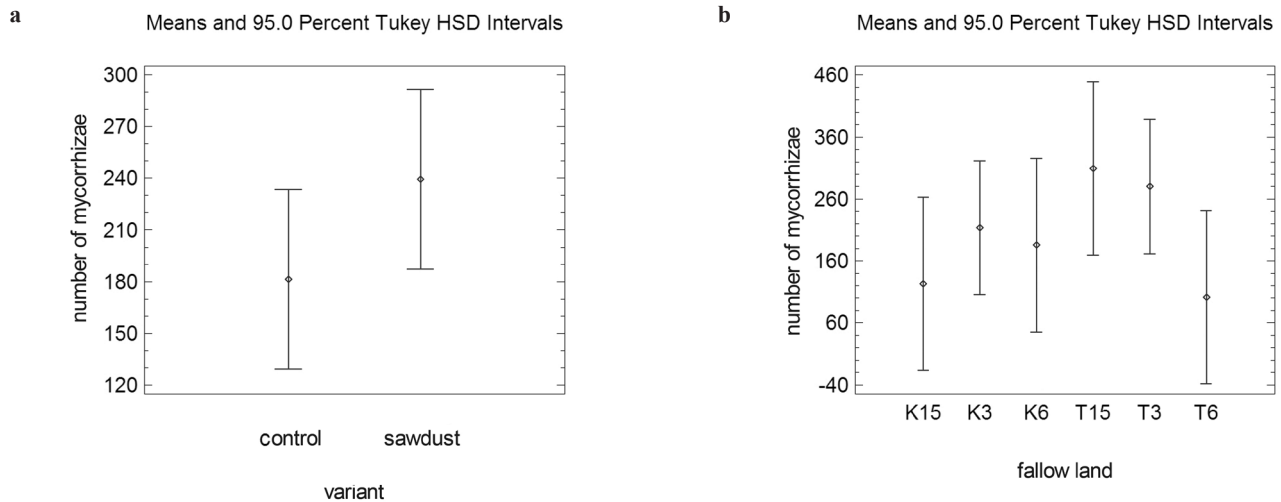 a
Means and 95.0 Percent Tukey HSD Intervals
number of mycorrhizae
300
270
240
210
180
150
120
control sawdust
variant
b
Means and 95.0 Percent Tukey HSD Intervals
number of mycorrhizae
460
360
260
160
60
-40
K15 K3 K6 T15 T3 T6
fallow land